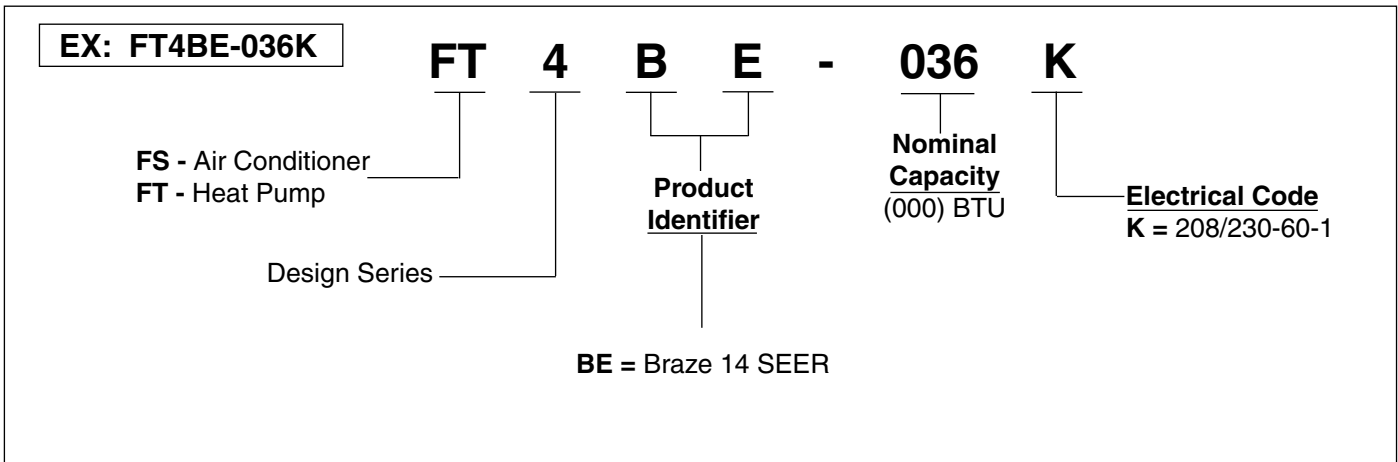 EX: FT4BE-036K
FT 4 B E - 036 K
FS - Air Conditioner
FT - Heat Pump
Design Series
Product
Identifier
BE = Braze 14 SEER
Nominal
Capacity
(000) BTU
Electrical Code
K = 208/230-60-1